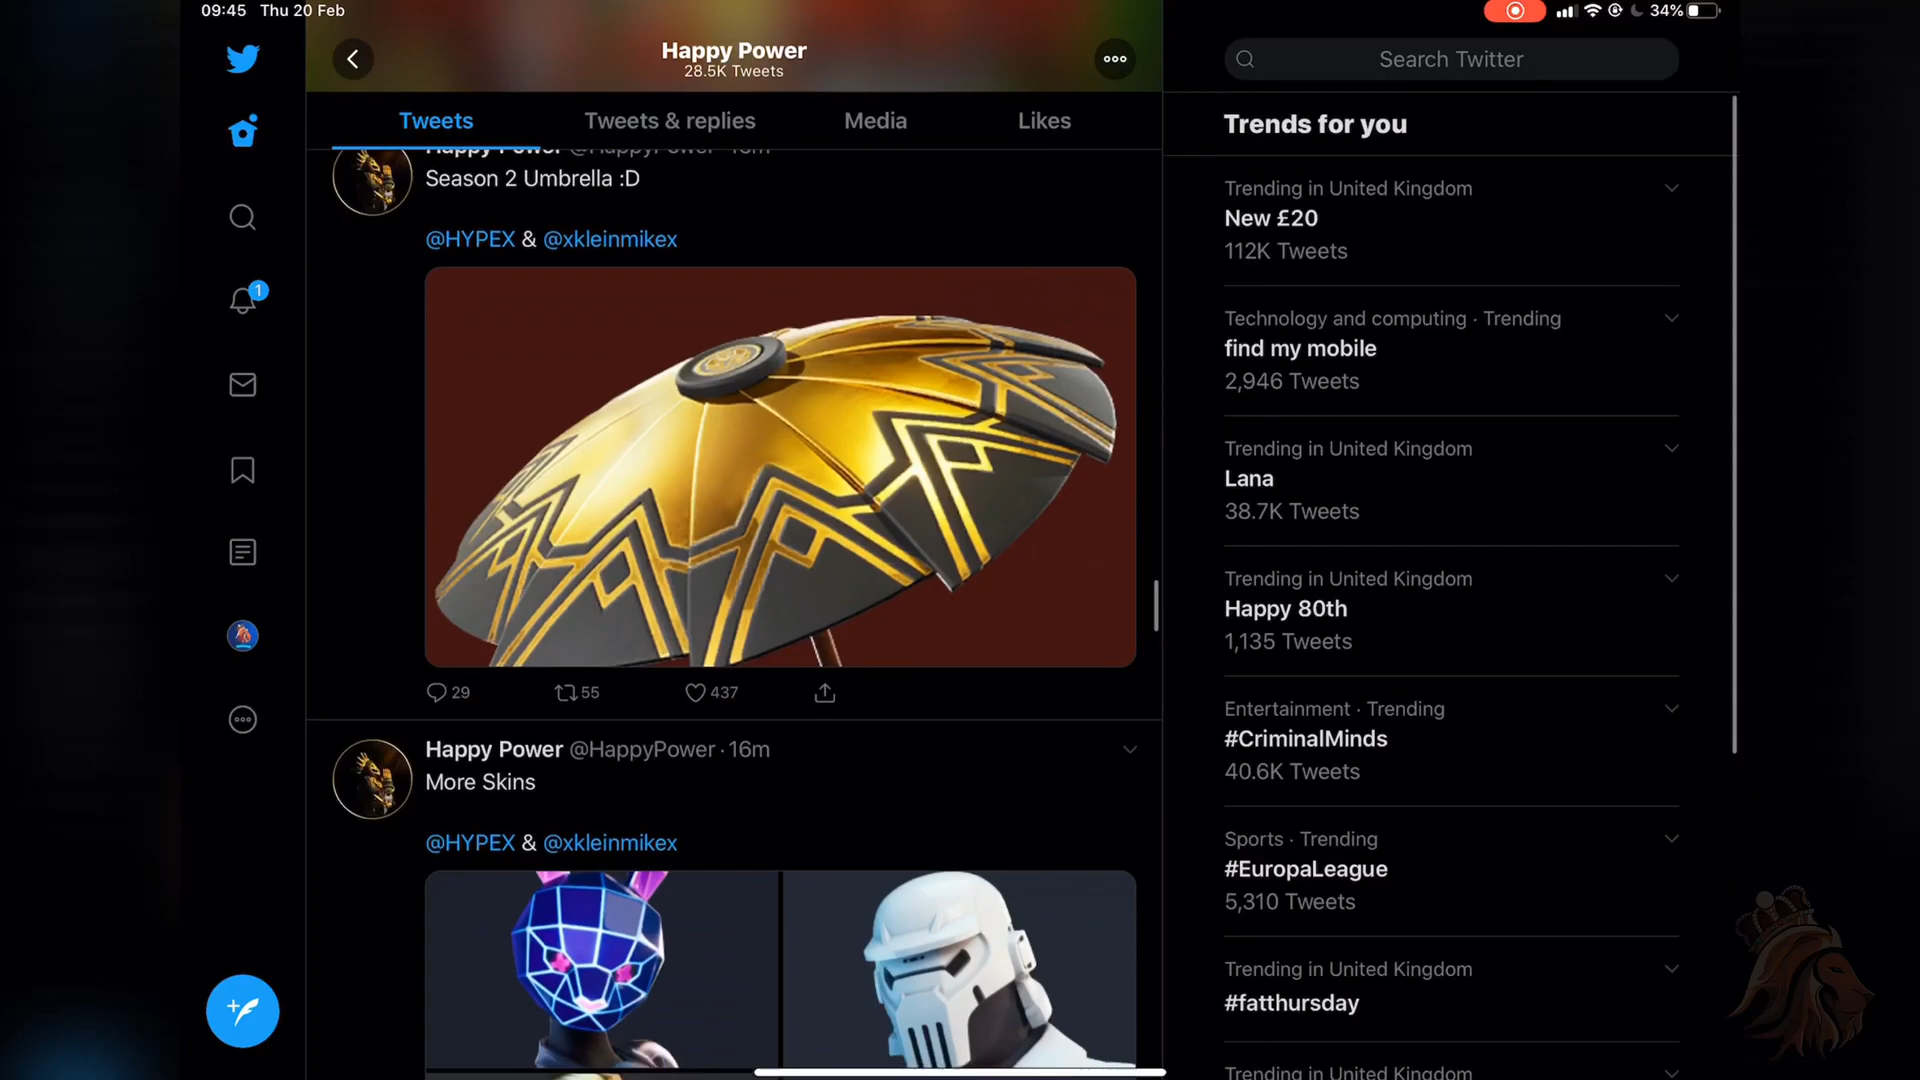 09:45 Thu 20 Feb
34%
Happy Power
28.5K Tweets
Search Twitter
Tweets
Tweets & replies
Media
Likes
Trends for you
Happy Power @HappyPower
Season 2 Umbrella :D
@HYPEX & @xkleinmikex
29
55
437
Happy Power @HappyPower · 16m
More Skins
@HYPEX & @xkleinmikex
1
Trending in United Kingdom
New £20
112K Tweets
Technology and computing · Trending
find my mobile
2,946 Tweets
Trending in United Kingdom
Lana
38.7K Tweets
Trending in United Kingdom
Happy 80th
1,135 Tweets
Entertainment · Trending
#CriminalMinds
40.6K Tweets
Sports · Trending
#EuropaLeague
5,310 Tweets
Trending in United Kingdom
#fatthursday
Trending in United Kingdom